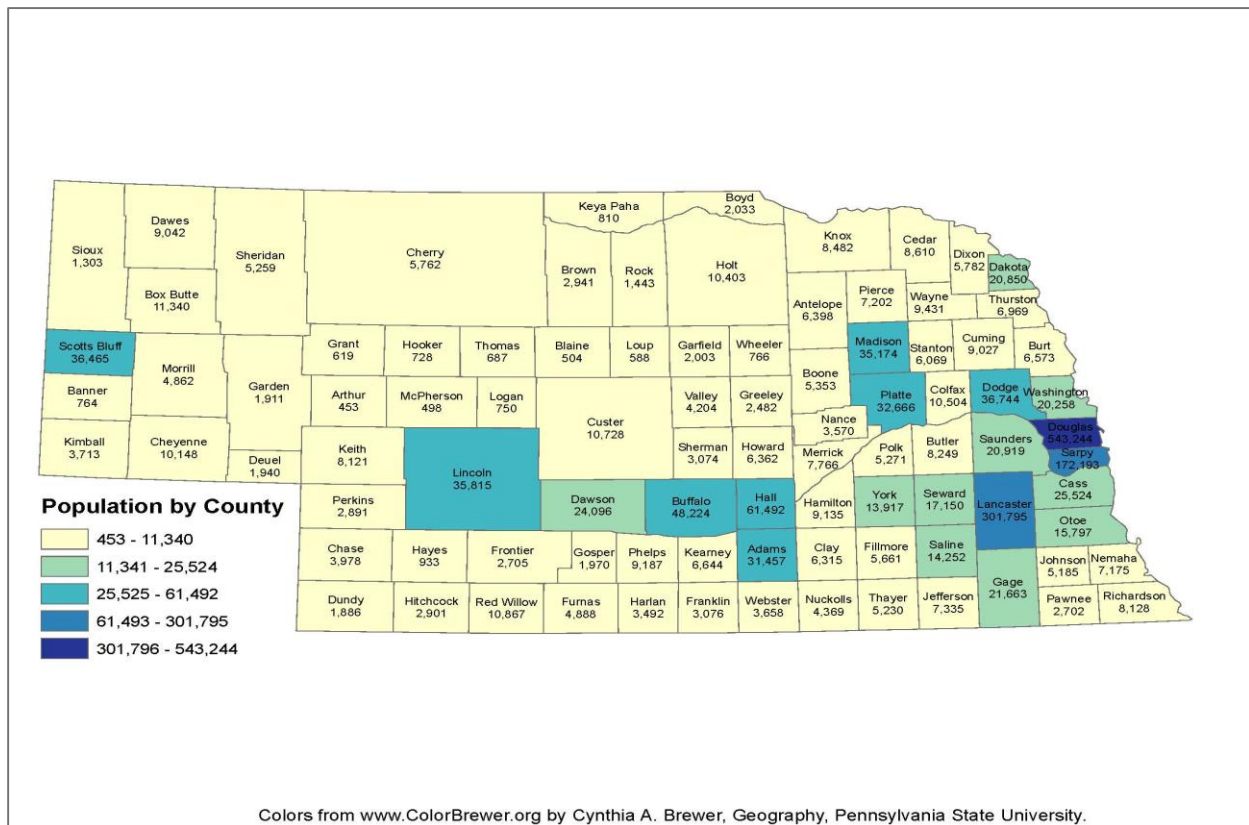 Boyd
2,033
Keya Paha
810
Dawes
9,042
Sioux
1,303
Sheridan
5,259
Cherry
5,762
Knox
8,482
Cedar
8,610
Dixon
5,782
Dakota
20,850
Brown
2,941
Rock
1,443
Holt
10,403
Box Butte
11,340
Antelope
6,398
Pierce
7,202
Wayne
9,431
Thurston
6,969
Scotts Bluff
36,465
Grant
619
Hooker
728
Thomas
687
Blaine
504
Loup
588
Garfield
2,003
Wheeler
766
Madison
35,174
Stanton
6,069
Cuming
9,027
Burt
6,573
Morrill
4,862
Garden
1,911
Boone
5,353
Banner
764
Arthur
453
McPherson
498
Logan
750
Valley
4,204
Greeley
2,482
Platte
32,666
Colfax
10,504
Dodge
36,744
Washington
20,258
Custer
10,728
Nance
3,570
Kimball
3,713
Cheyenne
10,148
Deuel
1,940
Keith
8,121
Lincoln
35,815
Sherman
3,074
Howard
6,362
Merrick
7,766
Polk
5,271
Butler
8,249
Saunders
20,919
Douglas
543,244
Sarpy
172,193
Perkins
2,891
Dawson
24,096
Buffalo
48,224
Hall
61,492
Hamilton
9,135
York
13,917
Seward
17,150
Lancaster
301,795
Cass
25,524
Otoe
15,797
Chase
3,978
Hayes
933
Frontier
2,705
Gosper
1,970
Phelps
9,187
Kearney
6,644
Adams
31,457
Clay
6,315
Fillmore
5,661
Saline
14,252
Gage
21,663
Johnson
5,185
Nemaha
7,175
Dundy
1,886
Hitchcock
2,901
Red Willow
10,867
Furnas
4,888
Harlan
3,492
Franklin
3,076
Webster
3,658
Nuckolls
4,369
Thayer
5,230
Jefferson
7,335
Pawnee
2,702
Richardson
8,128
Population by County
453 - 11,340
11,341 - 25,524
25,525 - 61,492
61,493 - 301,795
301,796 - 543,244
Colors from www.ColorBrewer.org by Cynthia A. Brewer, Geography, Pennsylvania State University.